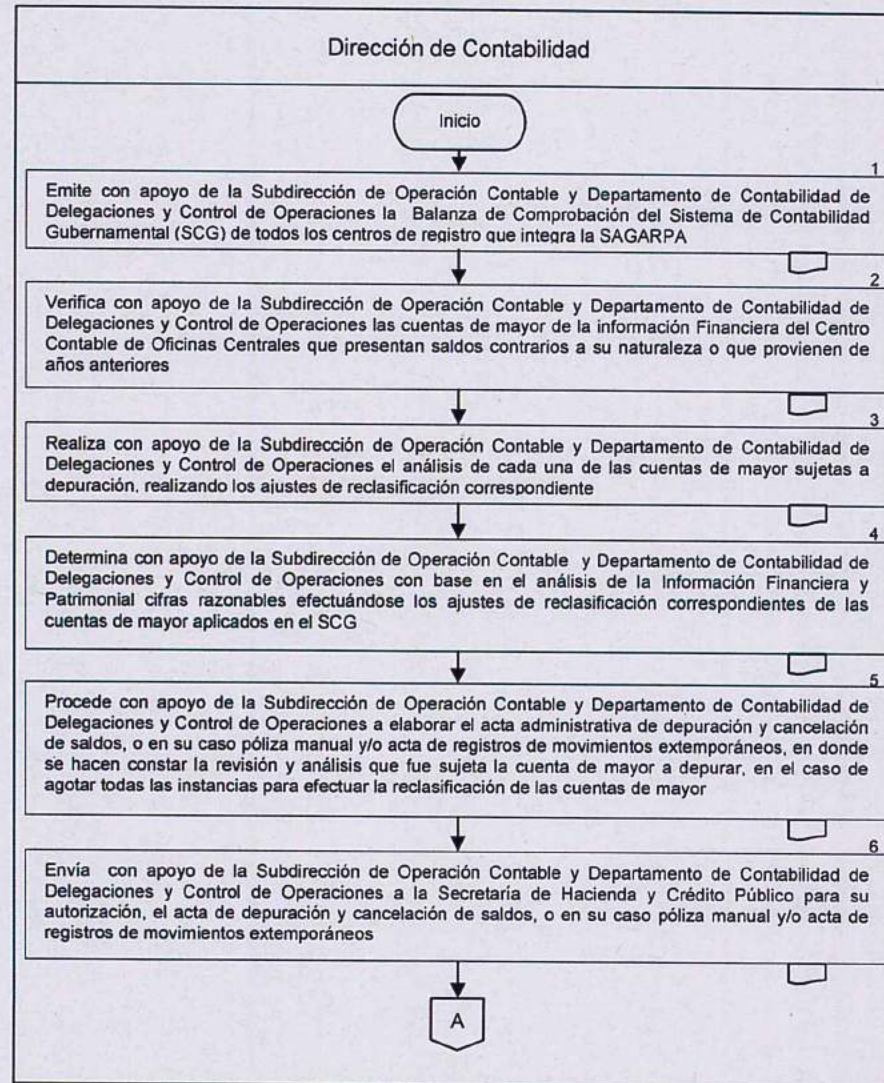 Dirección de Contabilidad
Inicio
1
Emite con apoyo de la Subdirección de Operación Contable y Departamento de Contabilidad de
Delegaciones y Control de Operaciones la Balanza de Comprobación del Sistema de Contabilidad
Gubernamental (SCG) de todos los centros de registro que integra la SAGARPA
2
Verifica con apoyo de la Subdirección de Operación Contable y Departamento de Contabilidad de
Delegaciones y Control de Operaciones las cuentas de mayor de la información Financiera del Centro
Contable de Oficinas Centrales que presentan saldos contrarios a su naturaleza o que provienen de
años anteriores
3
Realiza con apoyo de la Subdirección de Operación Contable y Departamento de Contabilidad de
Delegaciones y Control de Operaciones el análisis de cada una de las cuentas de mayor sujetas a
depuración, realizando los ajustes de reclasificación correspondiente
4
Determina con apoyo de la Subdirección de Operación Contable y Departamento de Contabilidad de
Delegaciones y Control de Operaciones con base en el análisis de la Información Financiera y
Patrimonial cifras razonables efectuándose los ajustes de reclasificación correspondientes de las
cuentas de mayor aplicados en el SCG
5
Procede con apoyo de la Subdirección de Operación Contable y Departamento de Contabilidad de
Delegaciones y Control de Operaciones a elaborar el acta administrativa de depuración y cancelación
de saldos, o en su caso póliza manual y/o acta de registros de movimientos extemporáneos, en donde
se hacen constar la revisión y análisis que fue sujeta la cuenta de mayor a depurar, en el caso de
agotar todas las instancias para efectuar la reclasificación de las cuentas de mayor
6
Envía con apoyo de la Subdirección de Operación Contable y Departamento de Contabilidad de
Delegaciones y Control de Operaciones a la Secretaría de Hacienda y Crédito Público para su
autorización, el acta de depuración y cancelación de saldos, o en su caso póliza manual y/o acta de
registros de movimientos extemporáneos
A